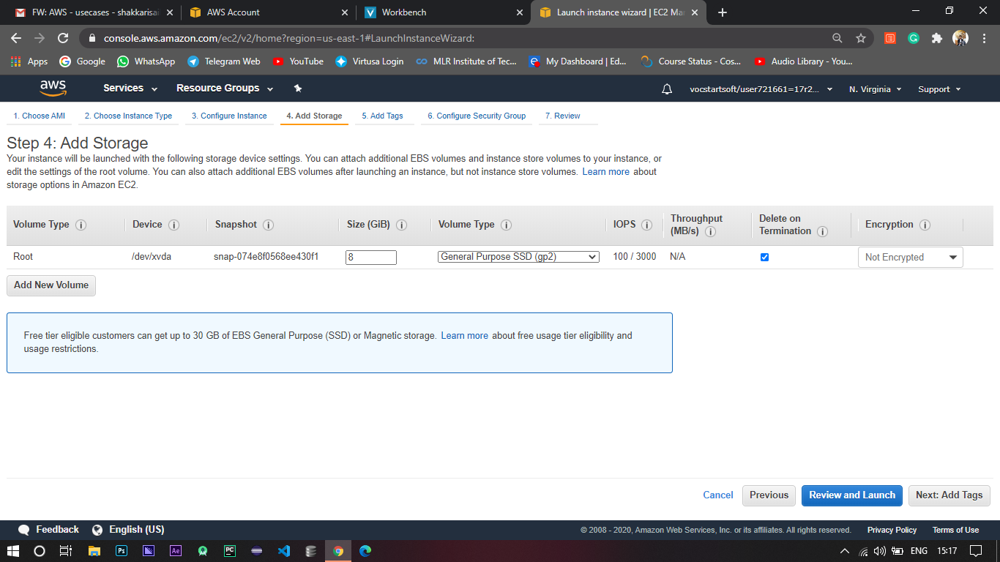 FW: AWS - usecases - shakkarisai
AWS Account
Workbench
Launch instance wizard | EC2 Man
console.aws.amazon.com/ec2/v2/home?region=us-east-1#LaunchInstanceWizard:
Apps
Google
WhatsApp
Telegram Web
YouTube
Virtusa Login
MLR Institute of Tec...
My Dashboard | Ed...
Course Status - Cos...
Audio Library - You...
aws
Services
Resource Groups
vocstartsoft/user721661=17r2...
N. Virginia
Support
1. Choose AMI
2. Choose Instance Type
3. Configure Instance
4. Add Storage
5. Add Tags
6. Configure Security Group
7. Review
Step 4: Add Storage
Your instance will be launched with the following storage device settings. You can attach additional EBS volumes and instance store volumes to your instance, or
edit the settings of the root volume. You can also attach additional EBS volumes after launching an instance, but not instance store volumes. Learn more about
storage options in Amazon EC2.
Volume Type
Device
Snapshot
Size (GiB)
Volume Type
IOPS
Throughput
(MB/s)
Delete on
Termination
Encryption
Root
/dev/xvda
snap-074e8f0568ee430f1
8
General Purpose SSD (gp2)
100 / 3000
N/A
Not Encrypted
Add New Volume
Free tier eligible customers can get up to 30 GB of EBS General Purpose (SSD) or Magnetic storage. Learn more about free usage tier eligibility and
usage restrictions.
Cancel
Previous
Review and Launch
Next: Add Tags
Feedback
English (US)
© 2008 - 2020, Amazon Web Services, Inc. or its affiliates. All rights reserved.
Privacy Policy
Terms of Use
Ps
Ae
PC
ENG
15:17